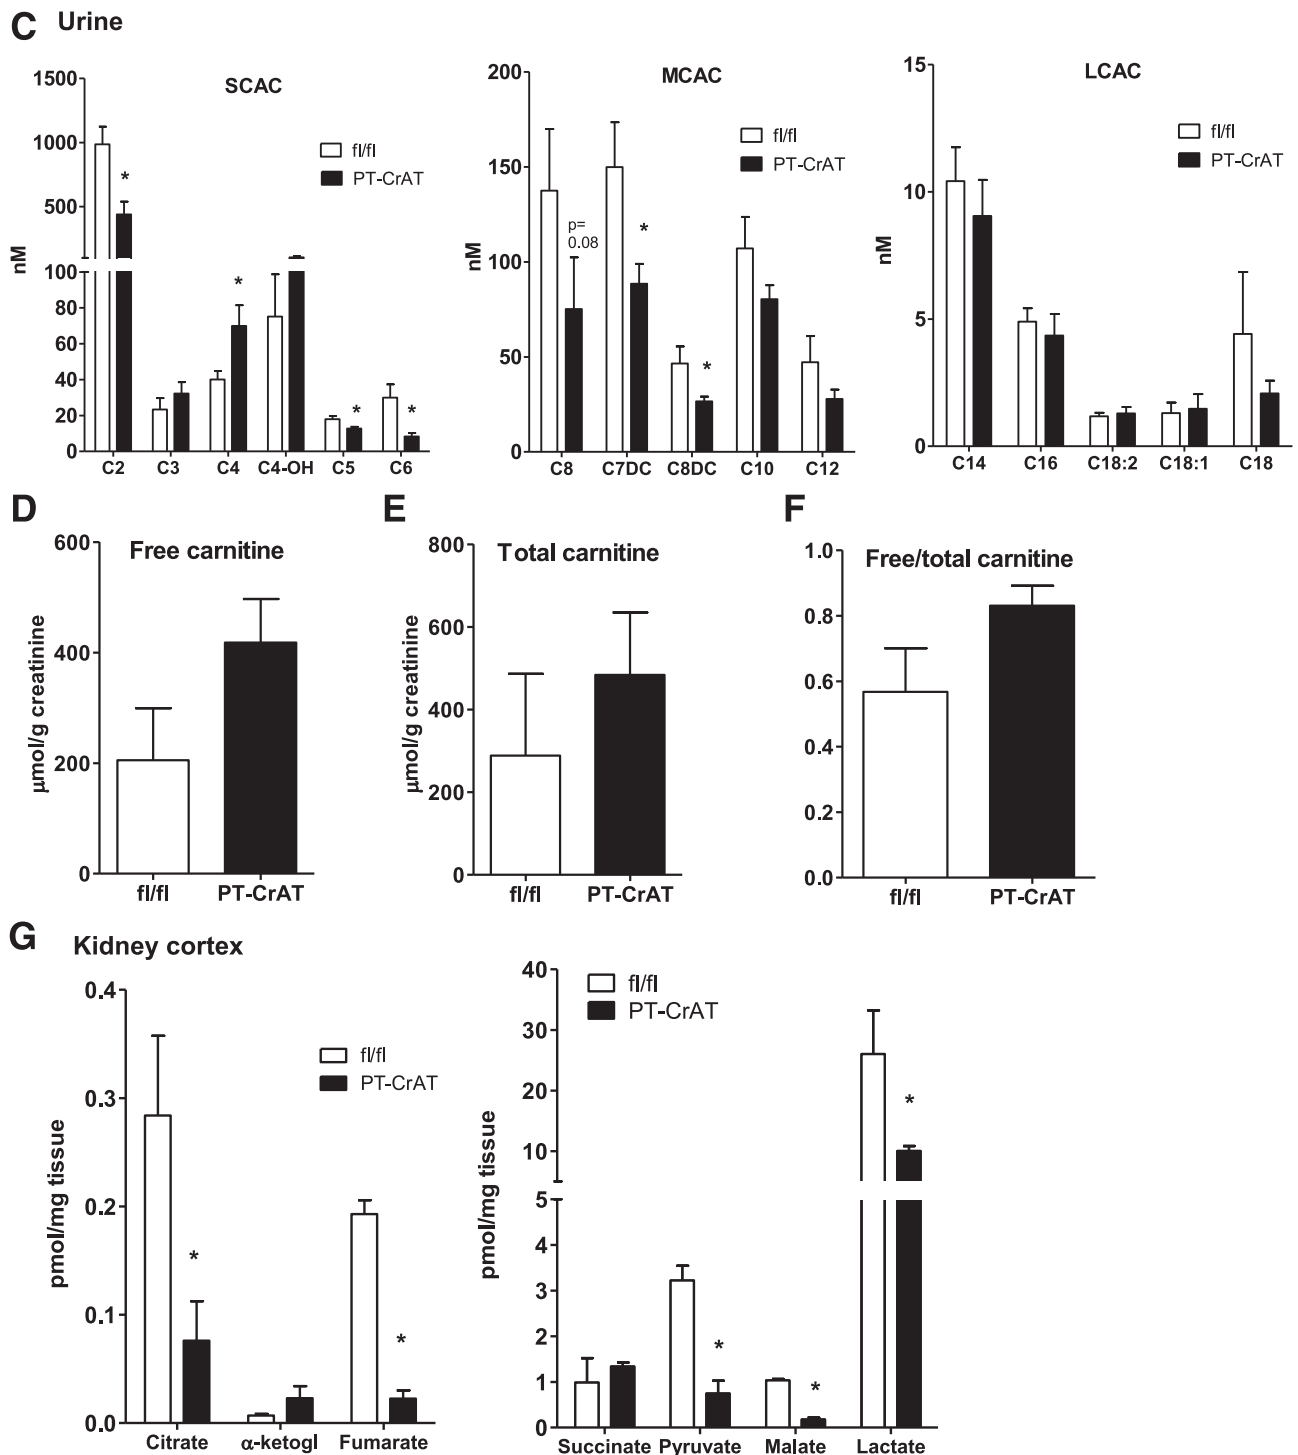 C Urine
SCAC
1500
1000
500
100
80
60
40
20
0
nM
fl/fl
PT-CrAT
*
*
*
*
C2 C3 C4 C4-OH C5 C6
MCAC
200
150
100
50
0
nM
fl/fl
PT-CrAT
p=
0.08
*
*
C8 C7DC C8DC C10 C12
LCAC
15
10
5
0
nM
fl/fl
PT-CrAT
C14 C16 C18:2 C18:1 C18
D
Free carnitine
600
400
200
0
µmol/g creatinine
fl/fl PT-CrAT
E
Total carnitine
800
600
400
200
0
µmol/g creatinine
fl/fl PT-CrAT
F
Free/total carnitine
1.0
0.8
0.6
0.4
0.2
0.0
fl/fl PT-CrAT
G Kidney cortex
0.4
0.3
0.2
0.1
0.0
pmol/mg tissue
fl/fl
PT-CrAT
*
*
Citrate α-ketogl Fumarate
40
30
20
10
5
4
3
2
1
0
pmol/mg tissue
fl/fl
PT-CrAT
*
*
*
Succinate Pyruvate Malate Lactate